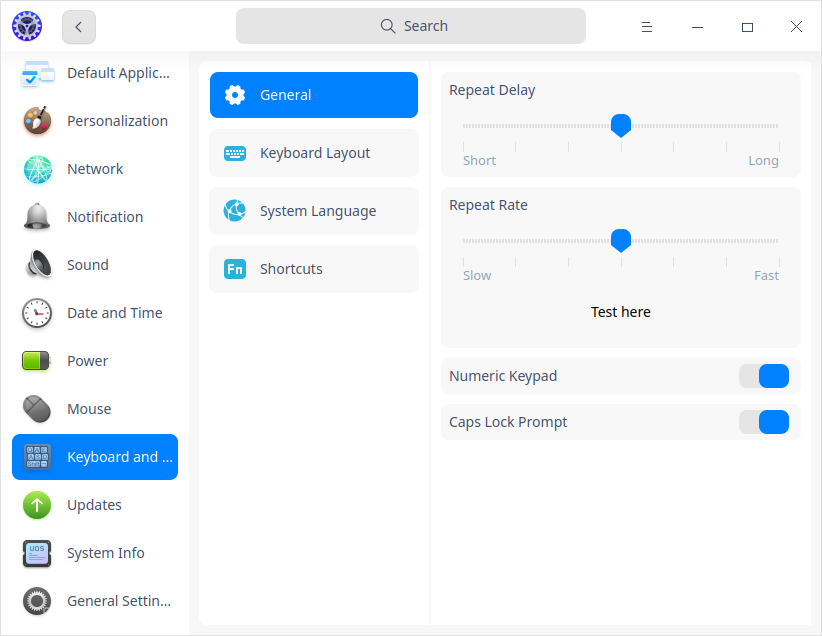 Search
Default Applic...
Personalization
Network
Notification
Sound
Date and Time
Power
Mouse
Keyboard and ...
Updates
UOS
System Info
General Settin...
General
Keyboard Layout
System Language
Fn
Shortcuts
Repeat Delay
Short
Long
Repeat Rate
Slow
Fast
Test here
Numeric Keypad
Caps Lock Prompt